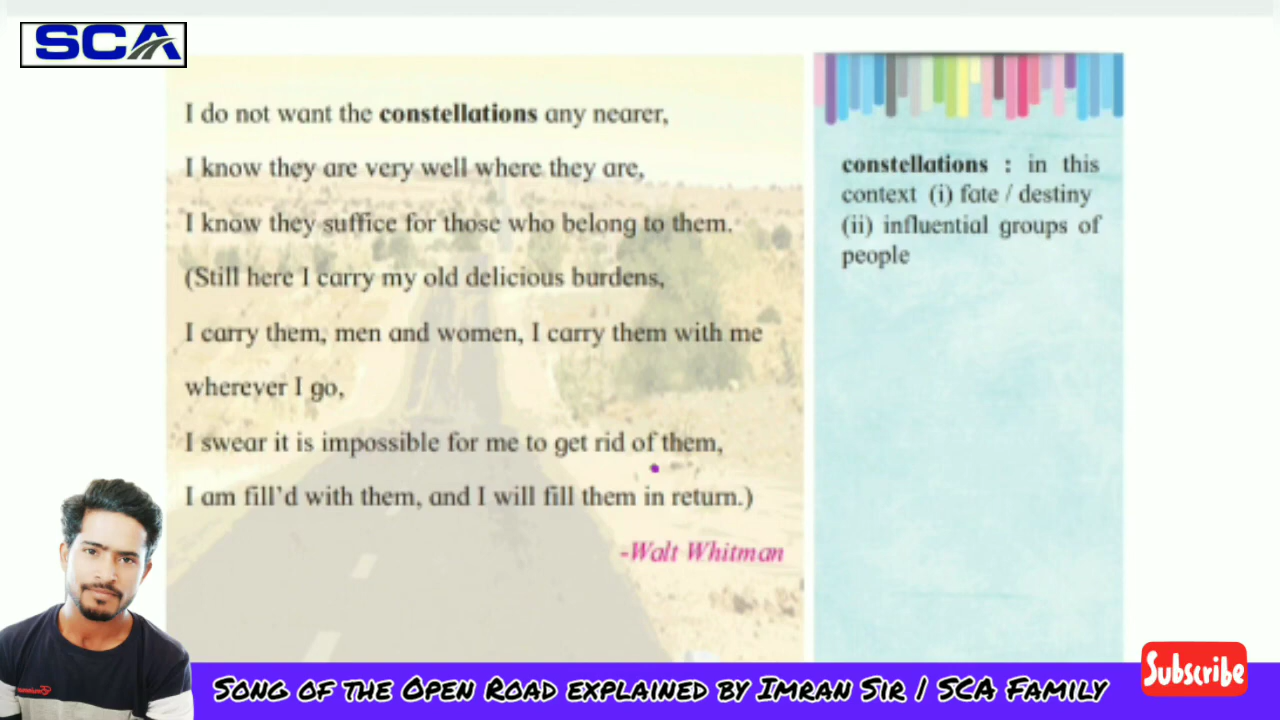 SCA
I do not want the constellations any nearer,
I know they are very well where they are,
I know they suffice for those who belong to them.
(Still here I carry my old delicious burdens,
I carry them, men and women, I carry them with me
wherever I go,
I swear it is impossible for me to get rid of them,
I am fill'd with them, and I will fill them in return.)
-Walt Whitman
constellations : in this
context (i) fate / destiny
(ii) influential groups of
people
Song of the Open Road explained by Imran Sir / SCA Family
Subscribe